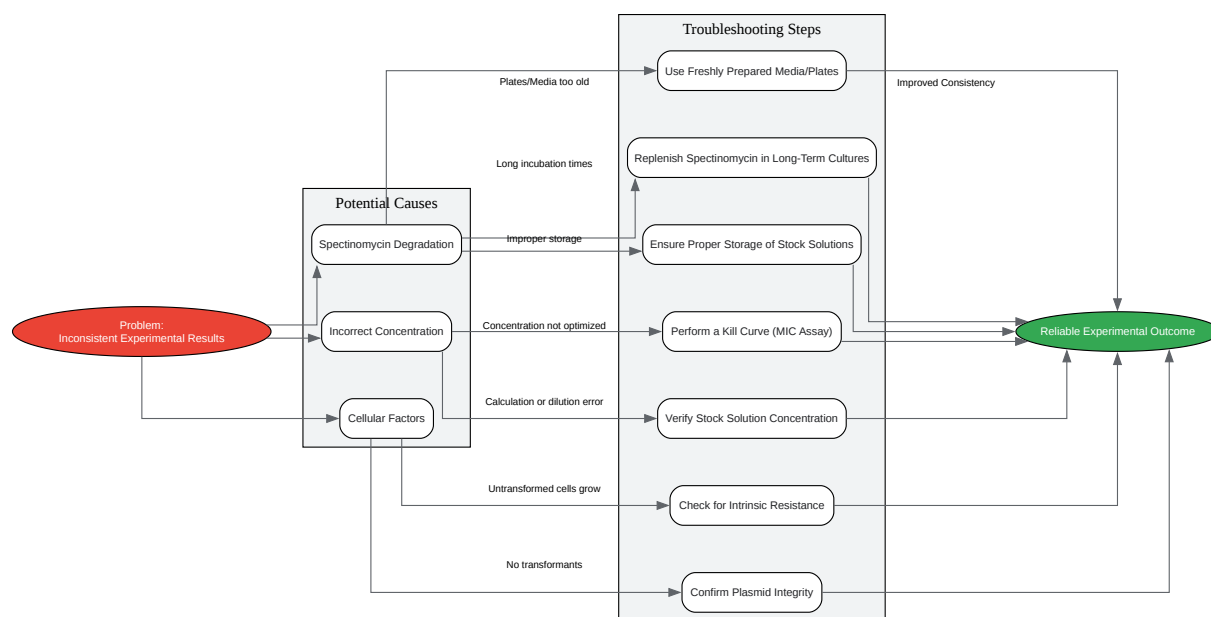 Troubleshooting Steps
Use Freshly Prepared Media/Plates
Plates/Media too old
Improved Consistency
Replenish Spectinomycin in Long-Term Cultures
Long incubation times
Potential Causes
Spectinomycin Degradation
Improper storage
Ensure Proper Storage of Stock Solutions
Problem:
Inconsistent Experimental Results
Incorrect Concentration
Concentration not optimized
Perform a Kill Curve (MIC Assay)
Reliable Experimental Outcome
Cellular Factors
Calculation or dilution error
Verify Stock Solution Concentration
Untransformed cells grow
Check for Intrinsic Resistance
No transformants
Confirm Plasmid Integrity